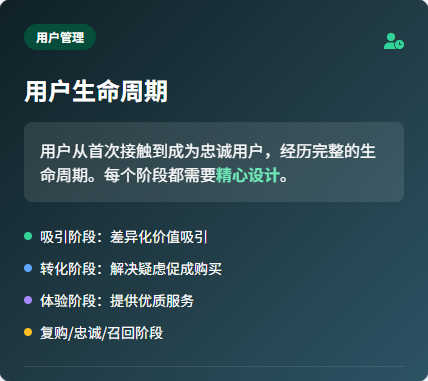 用户管理
用户生命周期
用户从首次接触到成为忠诚用户，经历完整的生
命周期。每个阶段都需要精心设计。
吸引阶段：差异化价值吸引
转化阶段：解决疑虑促成购买
体验阶段：提供优质服务
复购/忠诚/召回阶段